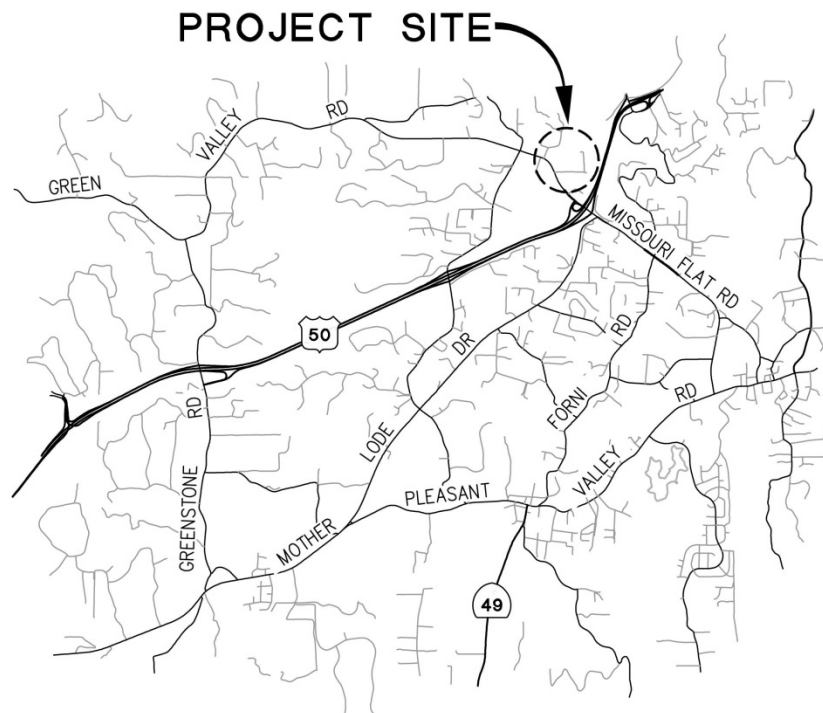 PROJECT SITE
GREEN
VALLEY
RD
MISSOURI FLAT RD
50
RD
LODE
DR
FORNI
RD
GREENSTONE
RD
MOTHER
PLEASANT
VALLEY
RD
49